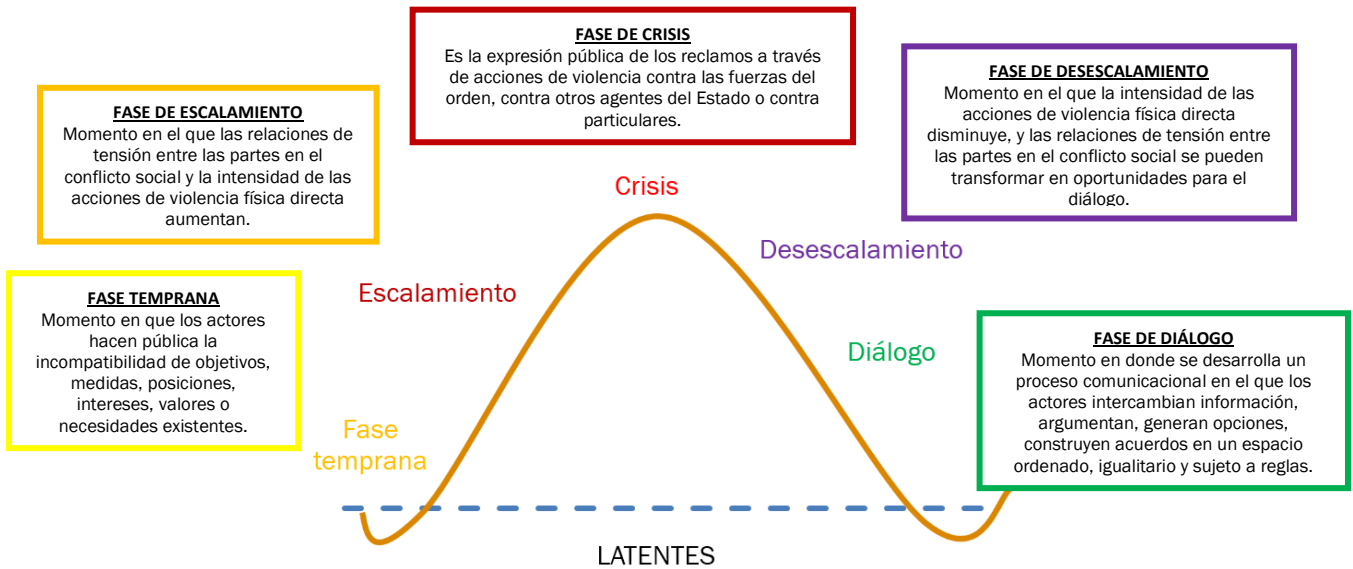 FASE DE CRISIS
Es la expresión pública de los reclamos a través
de acciones de violencia contra las fuerzas del
orden, contra otros agentes del Estado o contra
particulares.
FASE DE DESESCALAMIENTO
Momento en el que la intensidad de las
acciones de violencia física directa
disminuye, y las relaciones de tensión entre
las partes en el conflicto social se pueden
transformar en oportunidades para el
diálogo.
FASE DE ESCALAMIENTO
Momento en el que las relaciones de
tensión entre las partes en el
conflicto social y la intensidad de las
acciones de violencia física directa
aumentan.
Crisis
Desescalamiento
Escalamiento
FASE TEMPRANA
Momento en que los actores
hacen pública la
incompatibilidad de objetivos,
medidas, posiciones,
intereses, valores o
necesidades existentes.
Diálogo
FASE DE DIÁLOGO
Momento en donde se desarrolla un
proceso comunicacional en el que los
actores intercambian información,
argumentan, generan opciones,
construyen acuerdos en un espacio
ordenado, igualitario y sujeto a reglas.
Fase
temprana
LATENTES